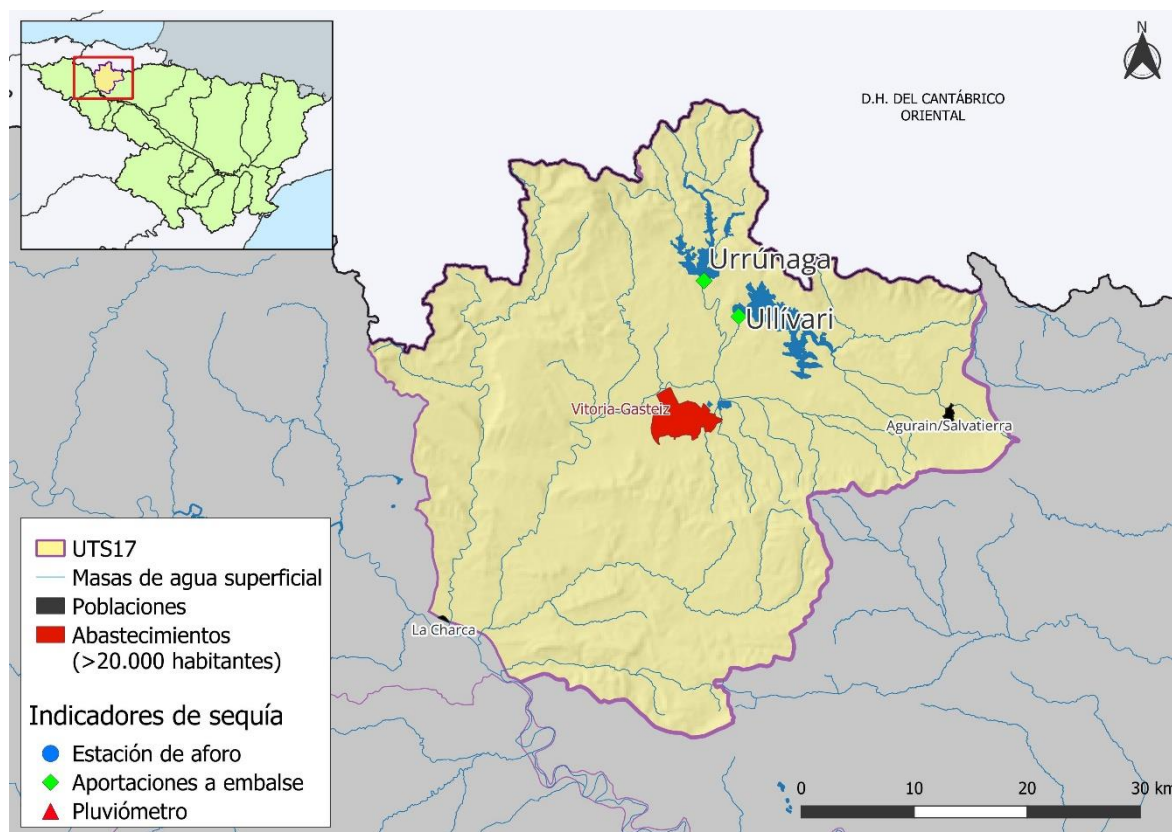 N
D.H. DEL CANTÁBRICO
ORIENTAL
Urrúnaga
Ullívari
Vitoria-Gasteiz
Agurain/Salvatierra
La Charca
UTS17
Masas de agua superficial
Poblaciones
Abastecimientos
(>20.000 habitantes)
Indicadores de sequía
Estación de aforo
Aportaciones a embalse
Pluviómetro
0 10 20 30 km